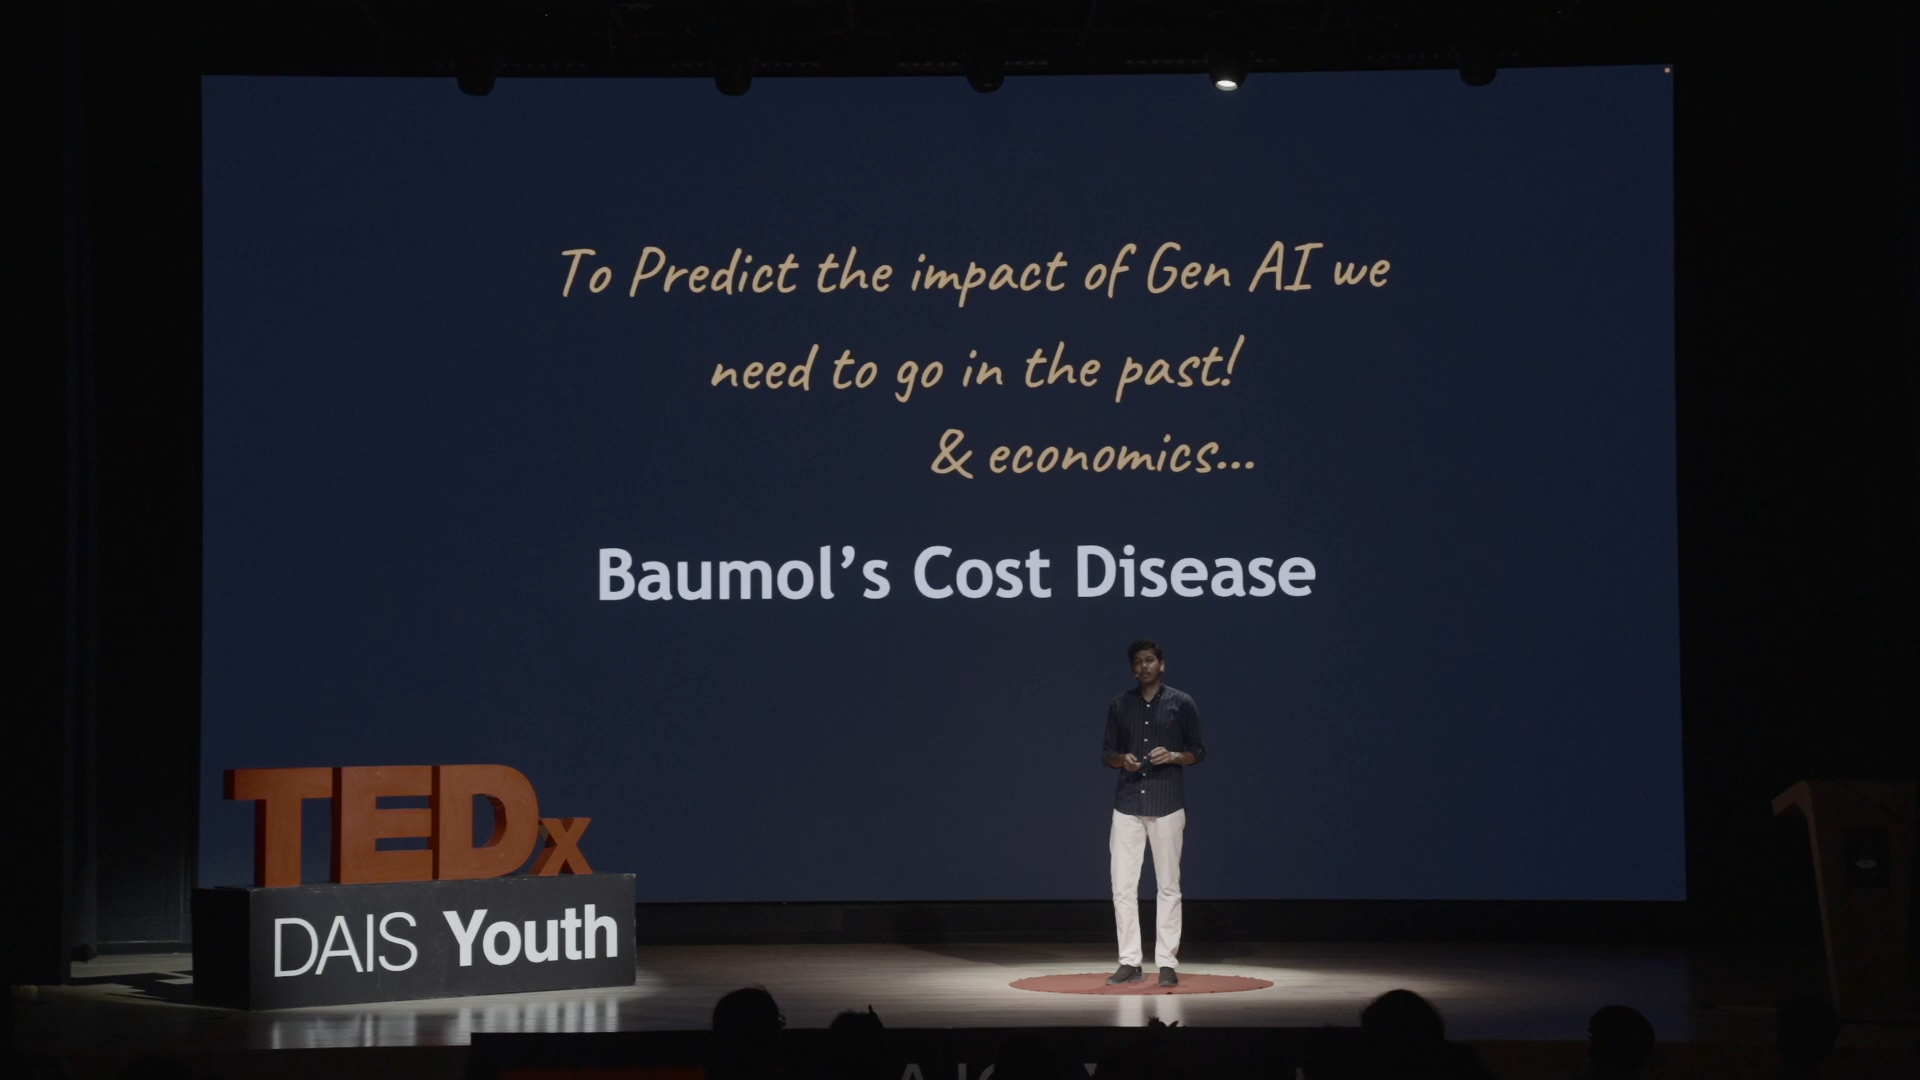 To Predict the impact of Gen AI we
need to go in the past!
& economics...
Baumol's Cost Disease
TEDx
DAIS Youth